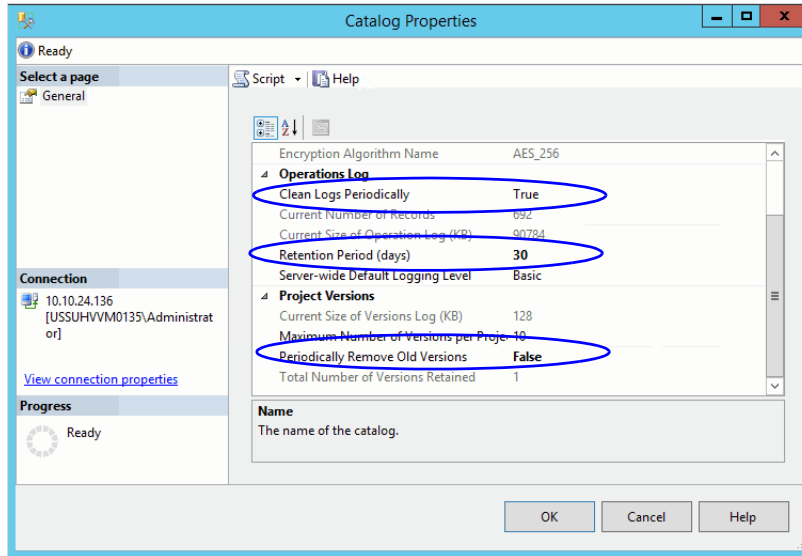 Catalog Properties
Ready
Select a page
General
Script
Help
Encryption Algorithm Name AES_256
Operations Log
Clean Logs Periodically True
Current Number of Records 692
Current Size of Operation Log (KB) 90784
Retention Period (days) 30
Server-wide Default Logging Level Basic
Project Versions
Current Size of Versions Log (KB) 128
Maximum Number of Versions per Proje 10
Periodically Remove Old Versions False
Total Number of Versions Retained 1
Connection
10.10.24.136
[USSUHVVM0135\Administrat
or]
View connection properties
Progress
Ready
Name
The name of the catalog.
OK
Cancel
Help